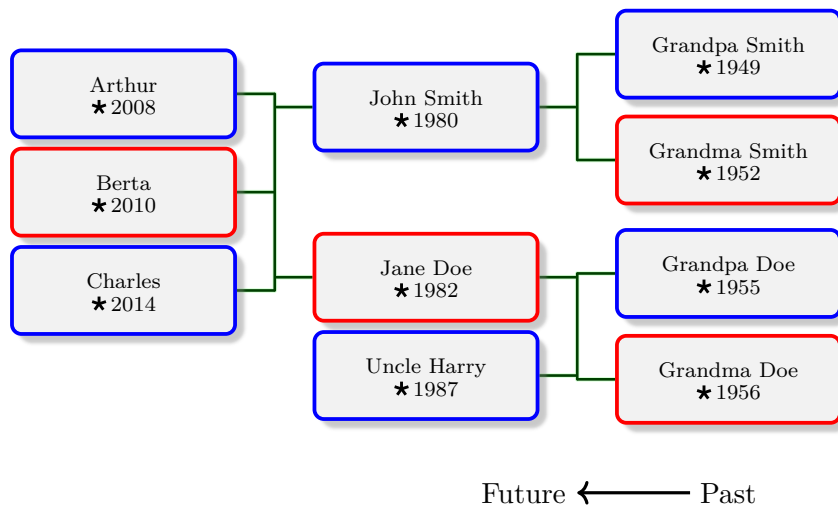 Arthur
★2008
Berta
★2010
Charles
★2014
John Smith
★1980
Jane Doe
★1982
Uncle Harry
★1987
Grandpa Smith
★1949
Grandma Smith
★1952
Grandpa Doe
★1955
Grandma Doe
★1956
Future Past